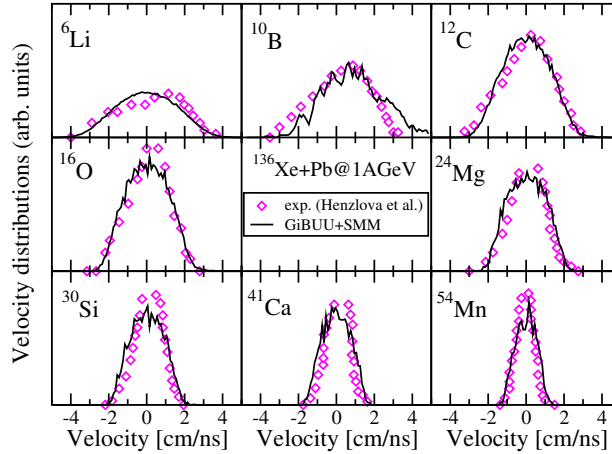 Velocity distributions (arb. units)
⁶Li
¹⁰B
¹²C
¹⁶O
¹³⁶Xe+Pb@1AGeV
exp. (Henzlova et al.)
GiBUU+SMM
²⁴Mg
³⁰Si
⁴¹Ca
⁵⁴Mn
-4 -2 0 2 4 -4 -2 0 2 4 -4 -2 0 2 4
Velocity [cm/ns] Velocity [cm/ns] Velocity [cm/ns]